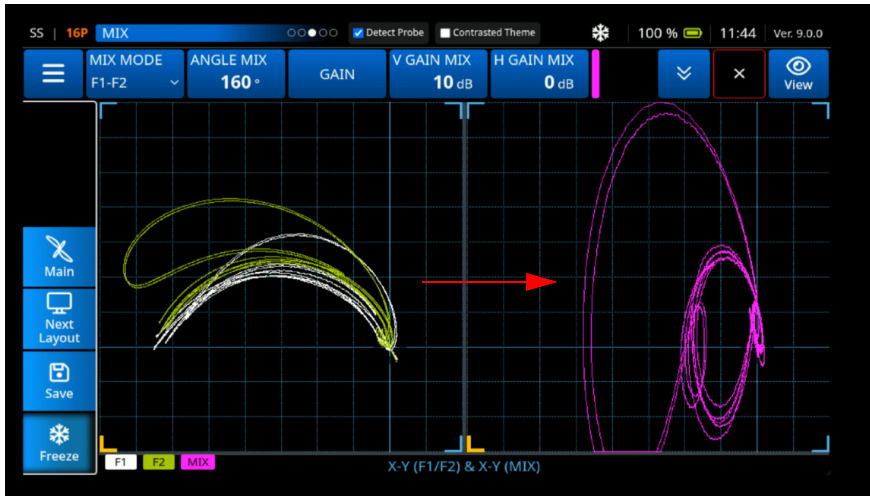 SS | 16P MIX Detect Probe Contrasted Theme 100 % 11:44 Ver. 9.0.0
MIX MODE
F1-F2
ANGLE MIX
160 °
GAIN
V GAIN MIX
10 dB
H GAIN MIX
0 dB
×
View
Main
Next
Layout
Save
Freeze
F1 F2 MIX
X-Y (F1/F2) & X-Y (MIX)